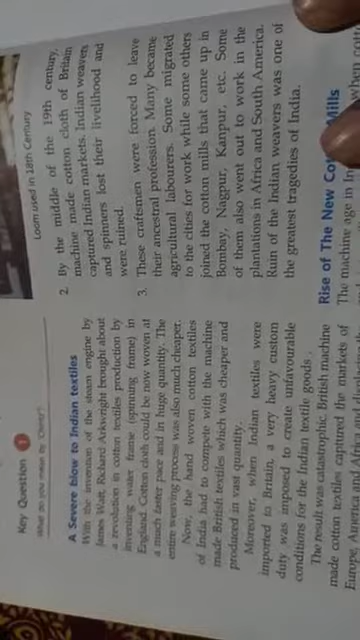 Key Question 1
What do you mean by 'Chintz'?
A Severe blow to Indian textiles
With the invention of the steam engine by
James Watt, Richard Arkwright brought about
a revolution in cotton textiles production by
inventing water frame (spinning frame) in
England. Cotton cloth could be now woven at
a much faster pace and in huge quantity. The
entire weaving process was also much cheaper.
Now, the hand woven cotton textiles
of India had to compete with the machine
made British textiles which was cheaper and
produced in vast quantity.
Moreover, when Indian textiles were
imported to Britain, a very heavy custom
duty was imposed to create unfavourable
conditions for the Indian textile goods.
The result was catastrophic. British machine
made cotton textiles captured the markets of
Europe, America and Africa and
Loom used in 18th Century
2. By the middle of the 19th century,
machine made cotton cloth of Britain
captured Indian markets. Indian weavers
and spinners lost their livelihood and
were ruined.
3. These craftsmen were forced to leave
their ancestral profession. Many became
agricultural labourers. Some migrated
to the cities for work while some others
joined the cotton mills that came up in
Bombay, Nagpur, Kanpur, etc. Some
of them also went out to work in the
plantations in Africa and South America.
Ruin of the Indian weavers was one of
the greatest tragedies of India.
Rise of The New Cot Mills
The machine age in In